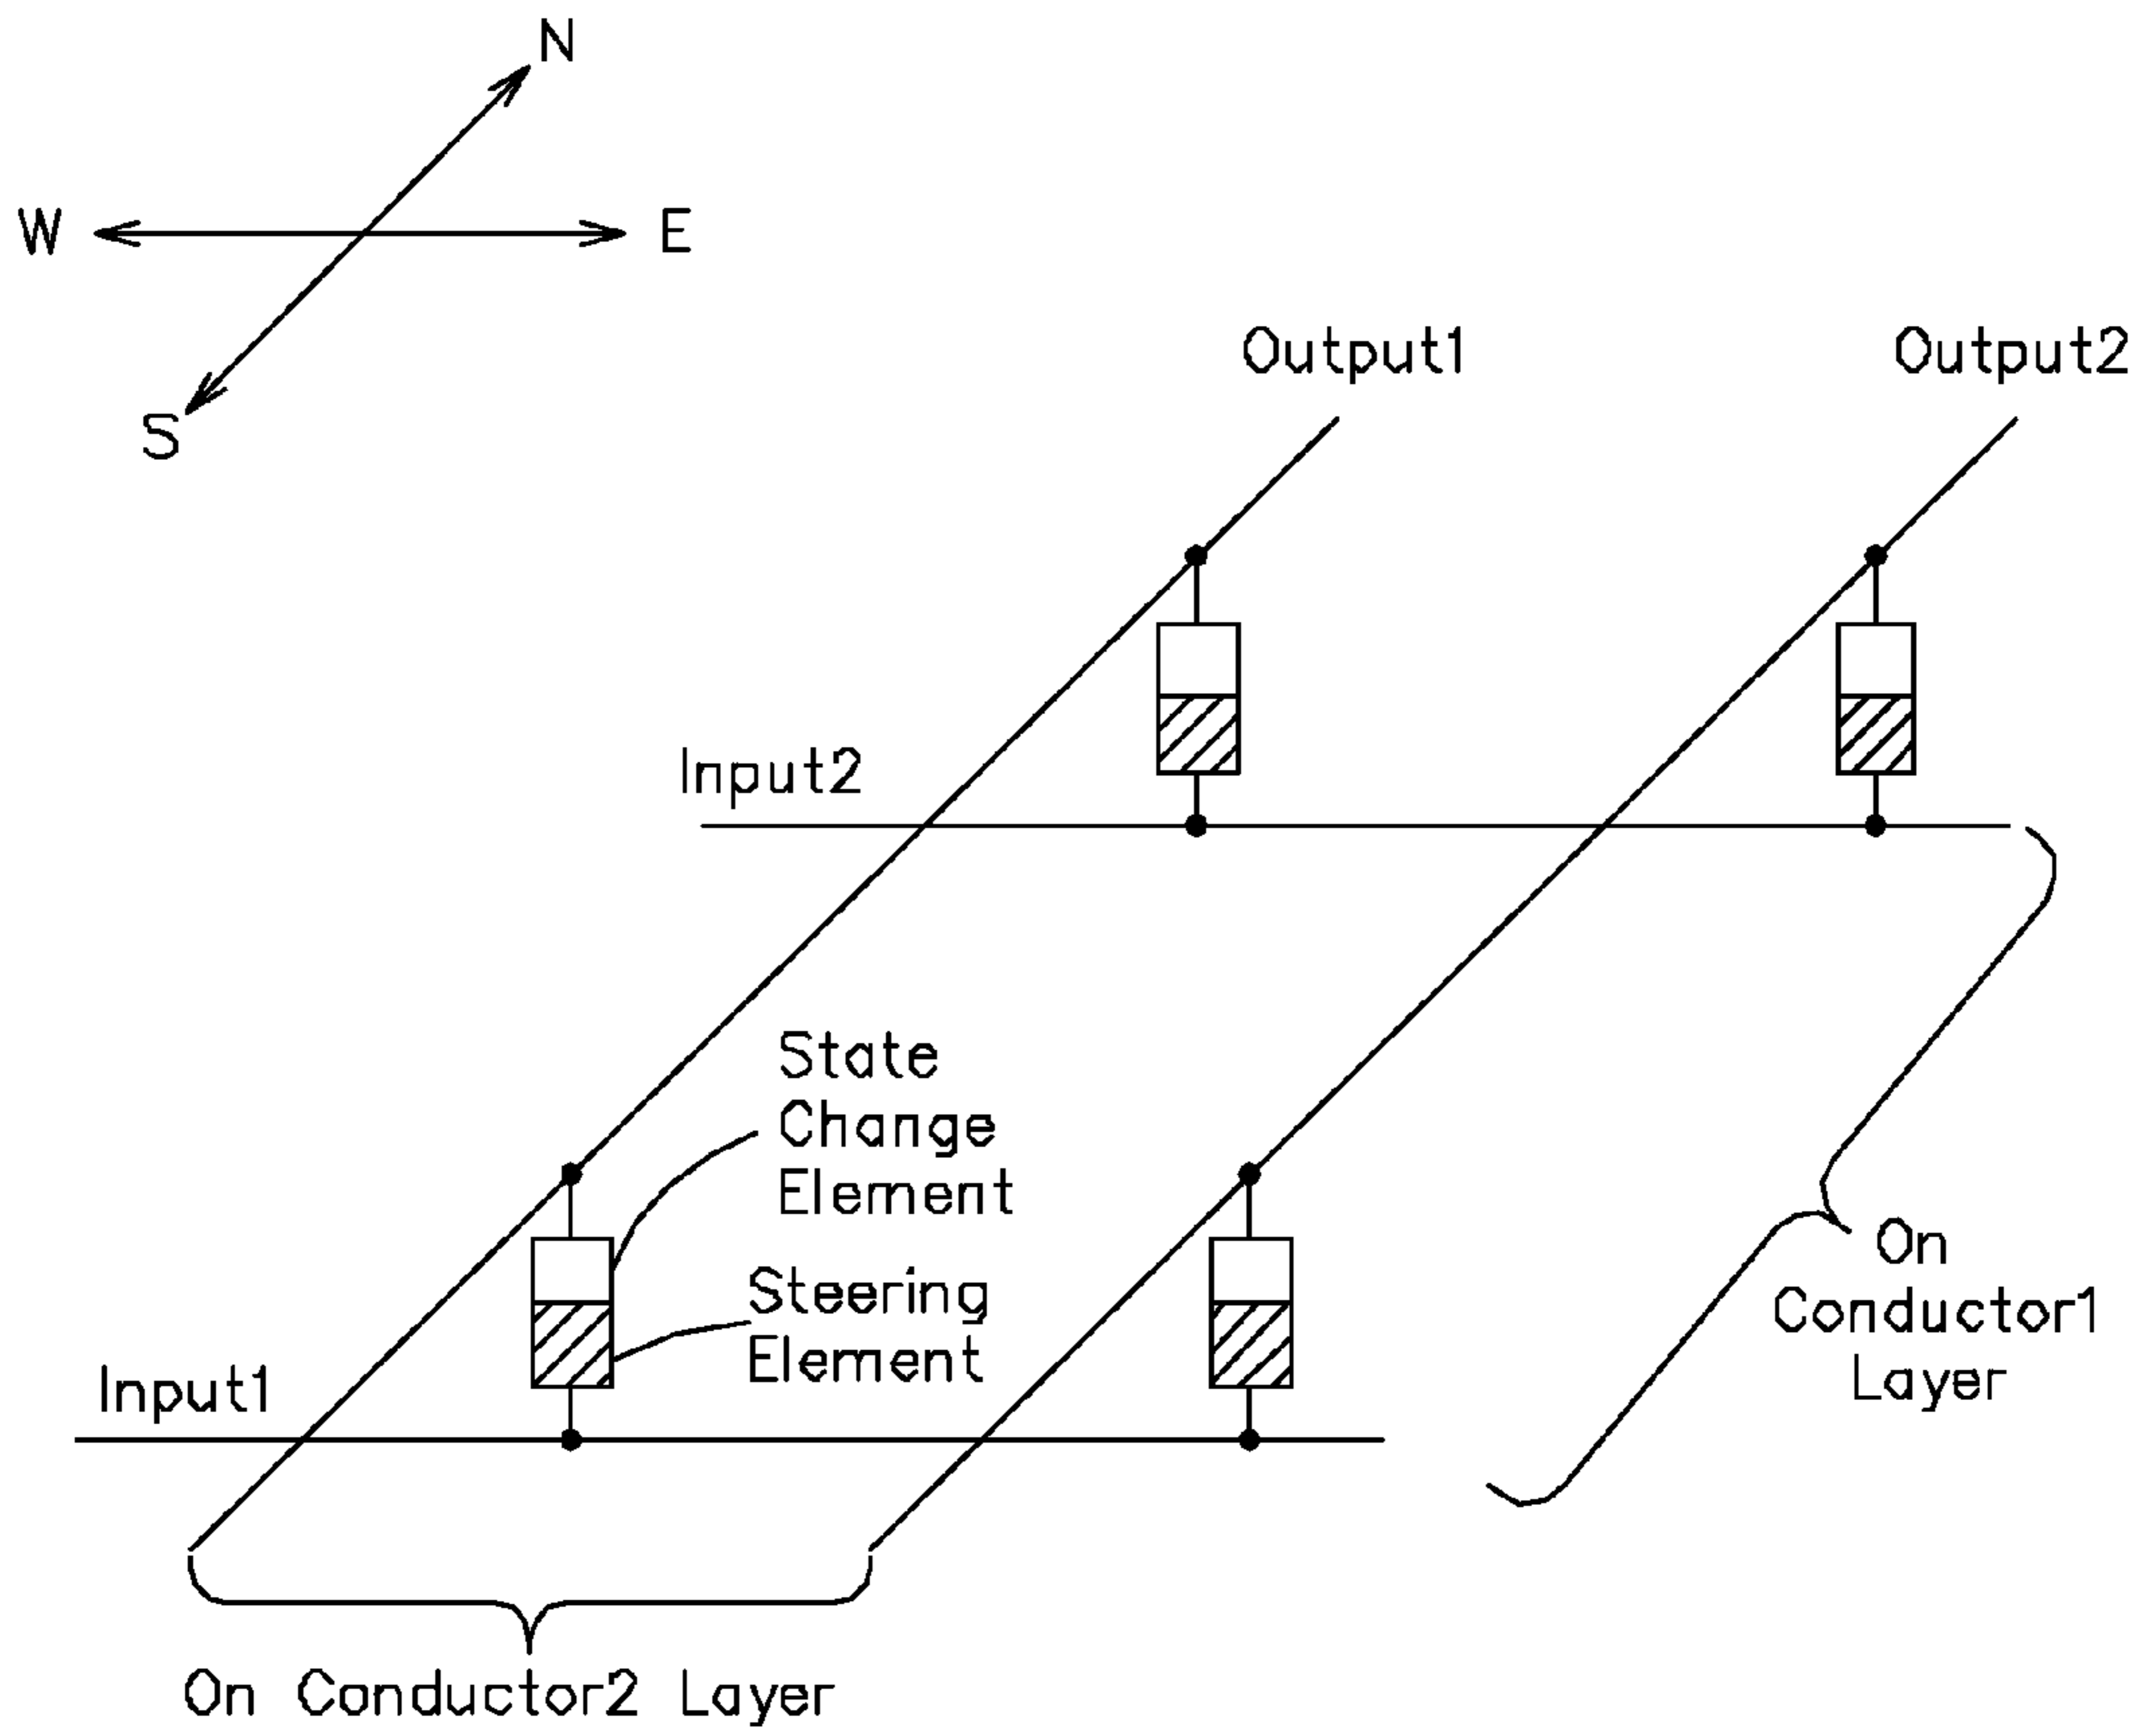 N
W
E
S
Output1
Output2
Input2
State
Change
Element
Steering
Element
On
Conductor1
Layer
Input1
On Conductor2 Layer